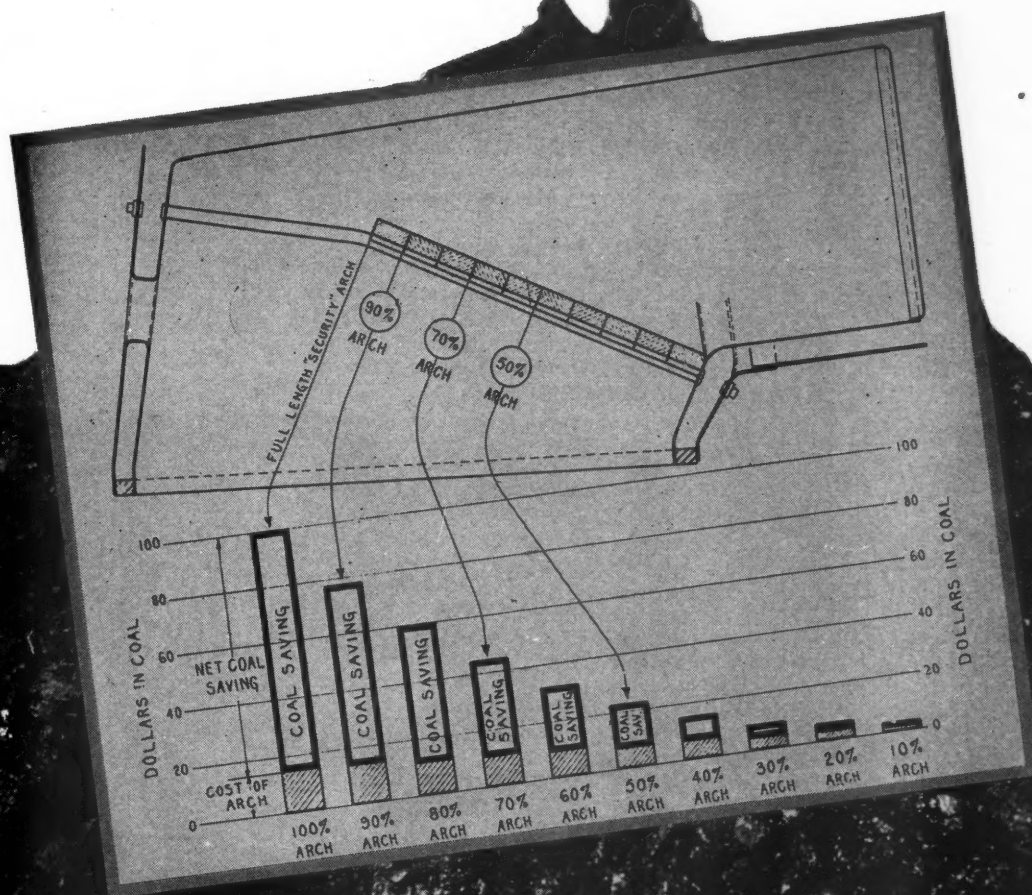 FULL LENGTH "SECURITY" ARCH
90%
ARCH
70%
ARCH
50%
ARCH
DOLLARS IN COAL
100
80
60
40
20
0
NET COAL
SAVING
COST OF
ARCH
COAL SAVING
COAL SAVING
COAL SAVING
COAL
SAVING
COAL
SAVING
COAL
SAV.
100%
ARCH
90%
ARCH
80%
ARCH
70%
ARCH
60%
ARCH
50%
ARCH
40%
ARCH
30%
ARCH
20%
ARCH
10%
ARCH
100
80
60
40
20
0
DOLLARS IN COAL